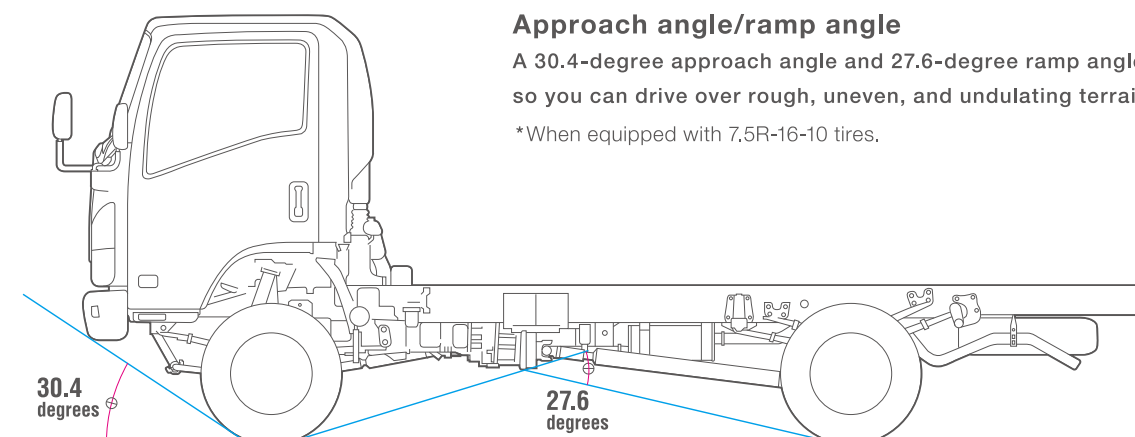 Approach angle/ramp angle
A 30.4-degree approach angle and 27.6-degree ramp angle
so you can drive over rough, uneven, and undulating terrai
*When equipped with 7.5R-16-10 tires.
30.4
degrees
27.6
degrees